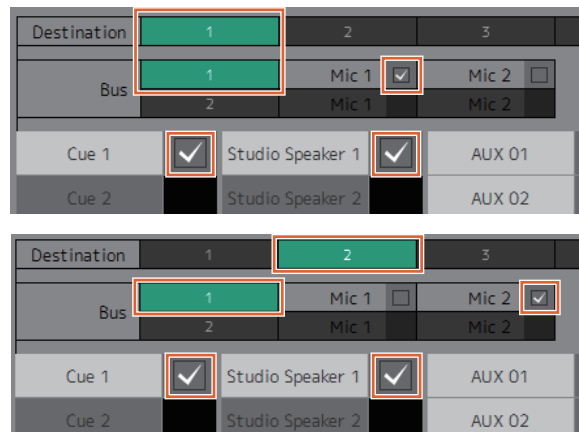 Destination 1 2 3
Bus 1 Mic 1 Mic 2
2 Mic 1 Mic 2
Cue 1 Studio Speaker 1 AUX 01
Cue 2 Studio Speaker 2 AUX 02
Destination 1 2 3
Bus 1 Mic 1 Mic 2
2 Mic 1 Mic 2
Cue 1 Studio Speaker 1 AUX 01
Cue 2 Studio Speaker 2 AUX 02